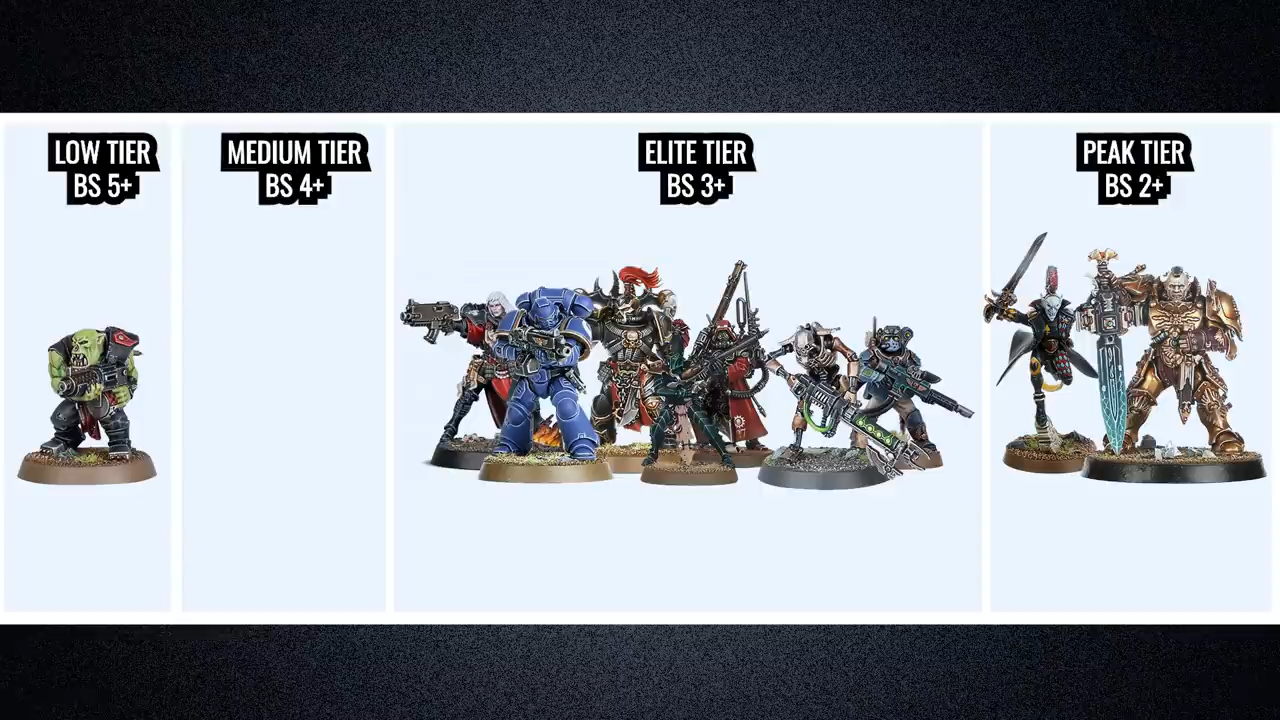 LOW TIER
BS 5+
MEDIUM TIER
BS 4+
ELITE TIER
BS 3+
PEAK TIER
BS 2+